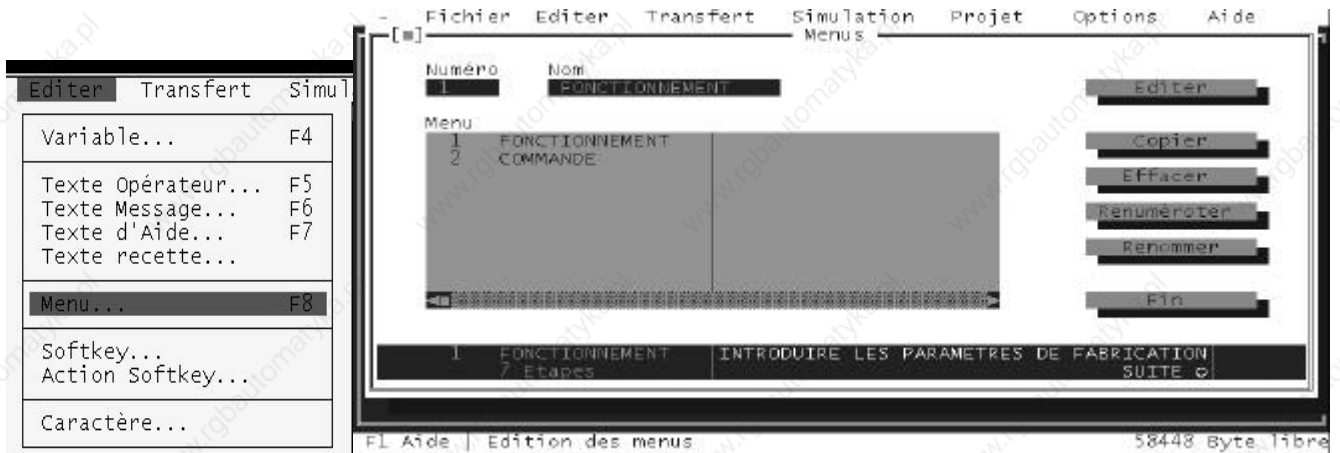 Editer Transfert Simul
Variable... F4
Texte Opérateur... F5
Texte Message... F6
Texte d'Aide... F7
Texte recette...
Menu... F8
Softkey...
Action Softkey...
Caractère...
Fichier Editer Transfert Simulation Projet Options Aide
Menus
Numéro Nom
1 FONCTIONNEMENT
Menu
1 FONCTIONNEMENT
2 COMMANDE
Editer
Copier
Effacer
Renuméroter
Renommer
Fin
1 FONCTIONNEMENT INTRODUIRE LES PARAMETRES DE FABRICATION
7 Etapes SUITE
F1 Aide | Edition des menus 58448 Byte libre
www.rgbautomatyka.pl